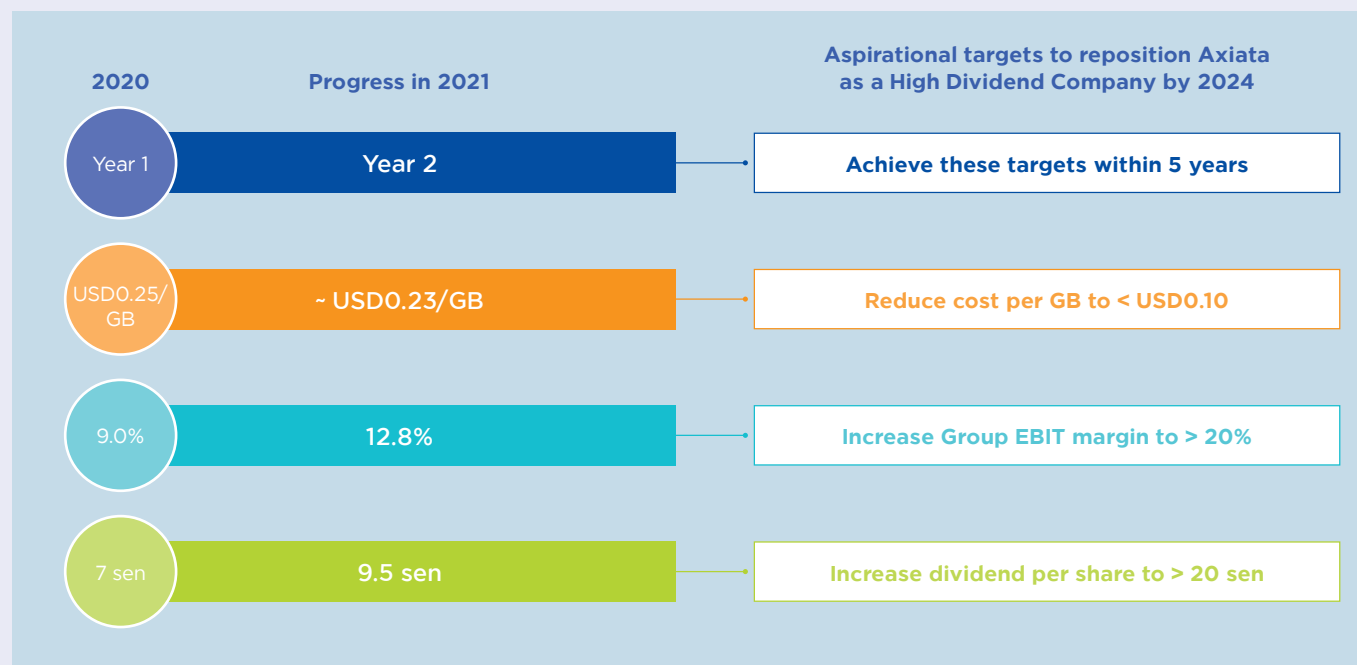 2020
Progress in 2021
Aspirational targets to reposition Axiata
as a High Dividend Company by 2024
Year 1
Year 2
Achieve these targets within 5 years
USD0.25/
GB
~ USD0.23/GB
Reduce cost per GB to < USD0.10
9.0%
12.8%
Increase Group EBIT margin to > 20%
7 sen
9.5 sen
Increase dividend per share to > 20 sen